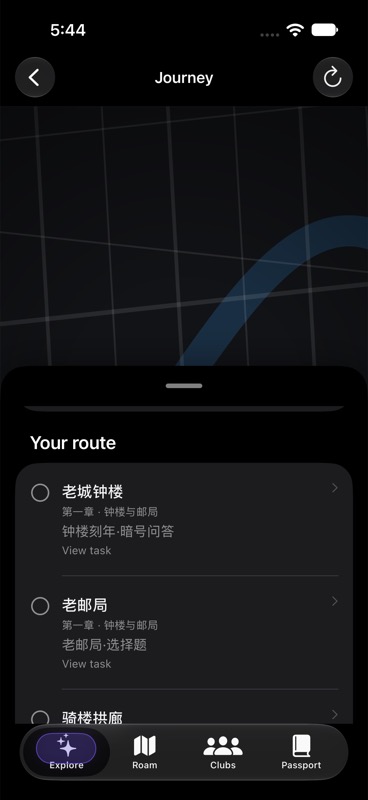 5:44
Journey
Your route
老城钟楼
第一章 · 钟楼与邮局
钟楼刻年·暗号问答
View task
老邮局
第一章 · 钟楼与邮局
老邮局·选择题
View task
骑楼拱廊
Explore
Roam
Clubs
Passport